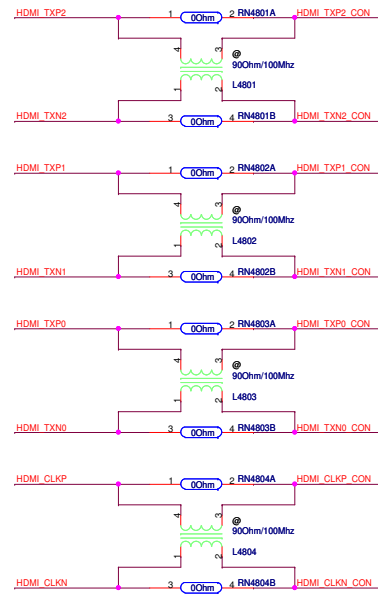 HDMI_TXP2 1 0Ohm 2 RN4801A HDMI_TXP2_CON
4 3 @
90Ohm/100Mhz
1 2 L4801
HDMI_TXN2 3 0Ohm 4 RN4801B HDMI_TXN2_CON
HDMI_TXP1 1 0Ohm 2 RN4802A HDMI_TXP1_CON
4 3 @
90Ohm/100Mhz
1 2 L4802
HDMI_TXN1 3 0Ohm 4 RN4802B HDMI_TXN1_CON
HDMI_TXP0 1 0Ohm 2 RN4803A HDMI_TXP0_CON
4 3 @
90Ohm/100Mhz
1 2 L4803
HDMI_TXN0 3 0Ohm 4 RN4803B HDMI_TXN0_CON
HDMI_CLKP 1 0Ohm 2 RN4804A HDMI_CLKP_CON
4 3 @
90Ohm/100Mhz
1 2 L4804
HDMI_CLKN 3 0Ohm 4 RN4804B HDMI_CLKN_CON